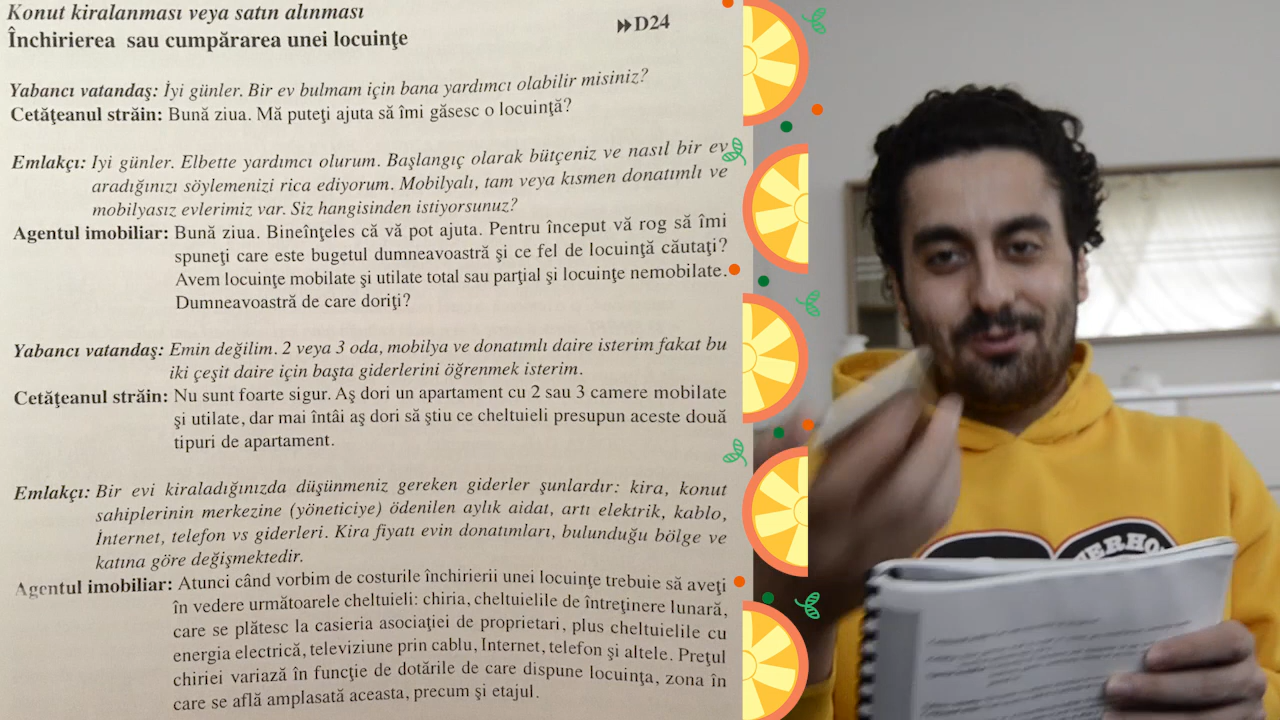 Konut kiralanması veya satın alınması
Închirierea sau cumpărarea unei locuinţe
D24
Yabancı vatandaş: İyi günler. Bir ev bulmam için bana yardımcı olabilir misiniz?
Cetăţeanul străin: Bună ziua. Mă puteţi ajuta să îmi găsesc o locuinţă?
Emlakçı: Iyi günler. Elbette yardımcı olurum. Başlangıç olarak bütçeniz ve nasıl bir ev
aradığınızı söylemenizi rica ediyorum. Mobilyalı, tam veya kısmen donatımlı ve
mobilyasız evlerimiz var. Siz hangisinden istiyorsunuz?
Agentul imobiliar: Bună ziua. Bineînţeles că vă pot ajuta. Pentru început vă rog să îmi
spuneţi care este bugetul dumneavoastră şi ce fel de locuinţă căutaţi?
Avem locuinţe mobilate şi utilate total sau parţial şi locuinţe nemobilate.
Dumneavoastră de care doriţi?
Yabancı vatandaş: Emin değilim. 2 veya 3 oda, mobilya ve donatımlı daire isterim fakat bu
iki çeşit daire için başta giderlerini öğrenmek isterim.
Cetăţeanul străin: Nu sunt foarte sigur. Aş dori un apartament cu 2 sau 3 camere mobilate
şi utilate, dar mai întâi aş dori să ştiu ce cheltuieli presupun aceste două
tipuri de apartament.
Emlakçı: Bir evi kiraladığınızda düşünmeniz gereken giderler şunlardır: kira, konut
sahiplerinin merkezine (yöneticiye) ödenilen aylık aidat, artı elektrik, kablo,
İnternet, telefon vs giderleri. Kira fiyatı evin donatımları, bulunduğu bölge ve
katına göre değişmektedir.
Agentul imobiliar: Atunci când vorbim de costurile închirierii unei locuinţe trebuie să aveţi
în vedere următoarele cheltuieli: chiria, cheltuielile de întreţinere lunară,
care se plătesc la casieria asociaţiei de proprietari, plus cheltuielile cu
energia electrică, televiziune prin cablu, Internet, telefon şi altele. Preţul
chiriei variază în funcţie de dotările de care dispune locuinţa, zona în
care se află amplasată aceasta, precum şi etajul.